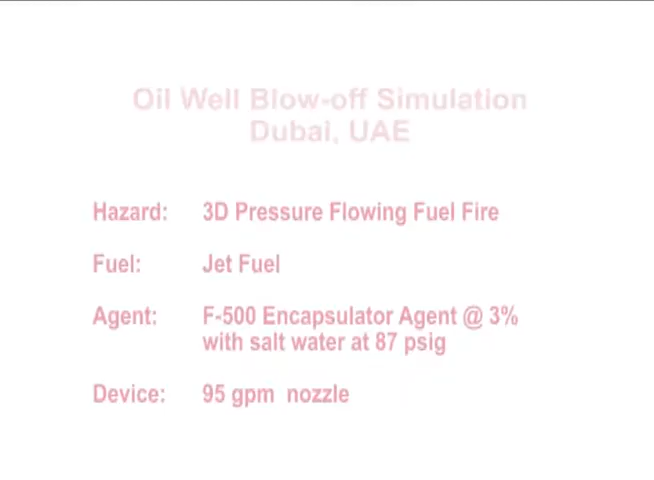 Oil Well Blow-off Simulation
Dubai, UAE
Hazard: 3D Pressure Flowing Fuel Fire
Fuel: Jet Fuel
Agent: F-500 Encapsulator Agent @ 3%
with salt water at 87 psig
Device: 95 gpm nozzle